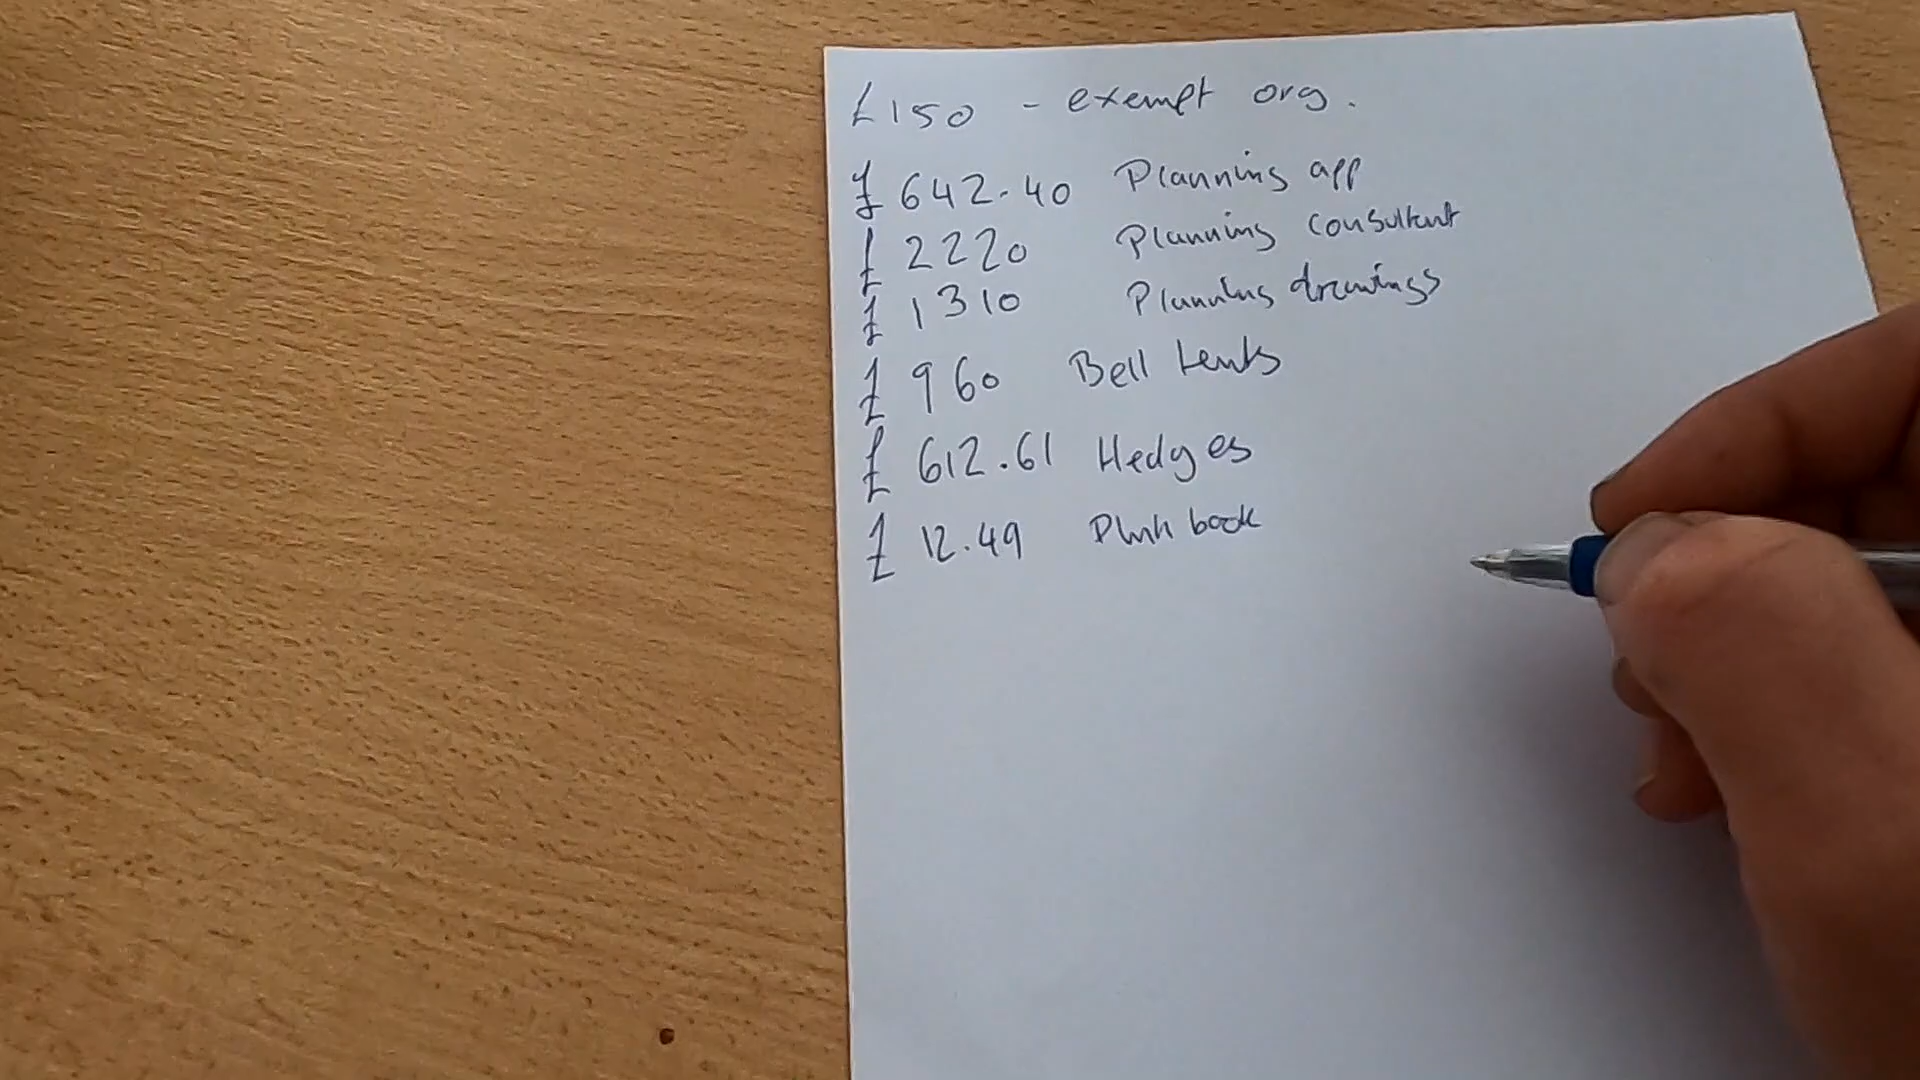 £150 - exempt org.
£642.40 Planning app
£2220 Planning consultant
£1310 Planning drawings
£960 Bell tents
£612.61 Hedges
£12.49 book